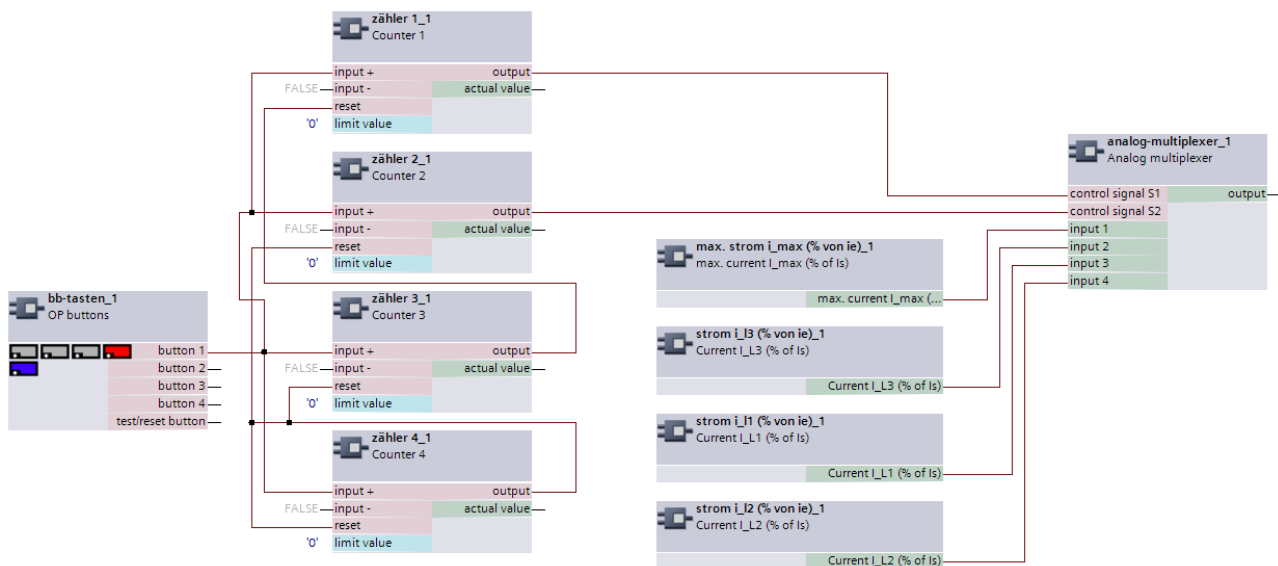 zähler 1_1
Counter 1
input + output
FALSE input - actual value
reset
'0' limit value
zähler 2_1
Counter 2
input + output
FALSE input - actual value
reset
'0' limit value
analog-multiplexer_1
Analog multiplexer
control signal S1 output
control signal S2
input 1
input 2
input 3
input 4
max. strom i_max (% von ie)_1
max. current I_max (% of Is)
max. current I_max (...
bb-tasten_1
OP buttons
button 1
button 2
button 3
button 4
test/reset button
zähler 3_1
Counter 3
input + output
FALSE input - actual value
reset
'0' limit value
strom i_l3 (% von ie)_1
Current I_L3 (% of Is)
Current I_L3 (% of Is)
strom i_l1 (% von ie)_1
Current I_L1 (% of Is)
Current I_L1 (% of Is)
zähler 4_1
Counter 4
input + output
FALSE input - actual value
reset
'0' limit value
strom i_l2 (% von ie)_1
Current I_L2 (% of Is)
Current I_L2 (% of Is)